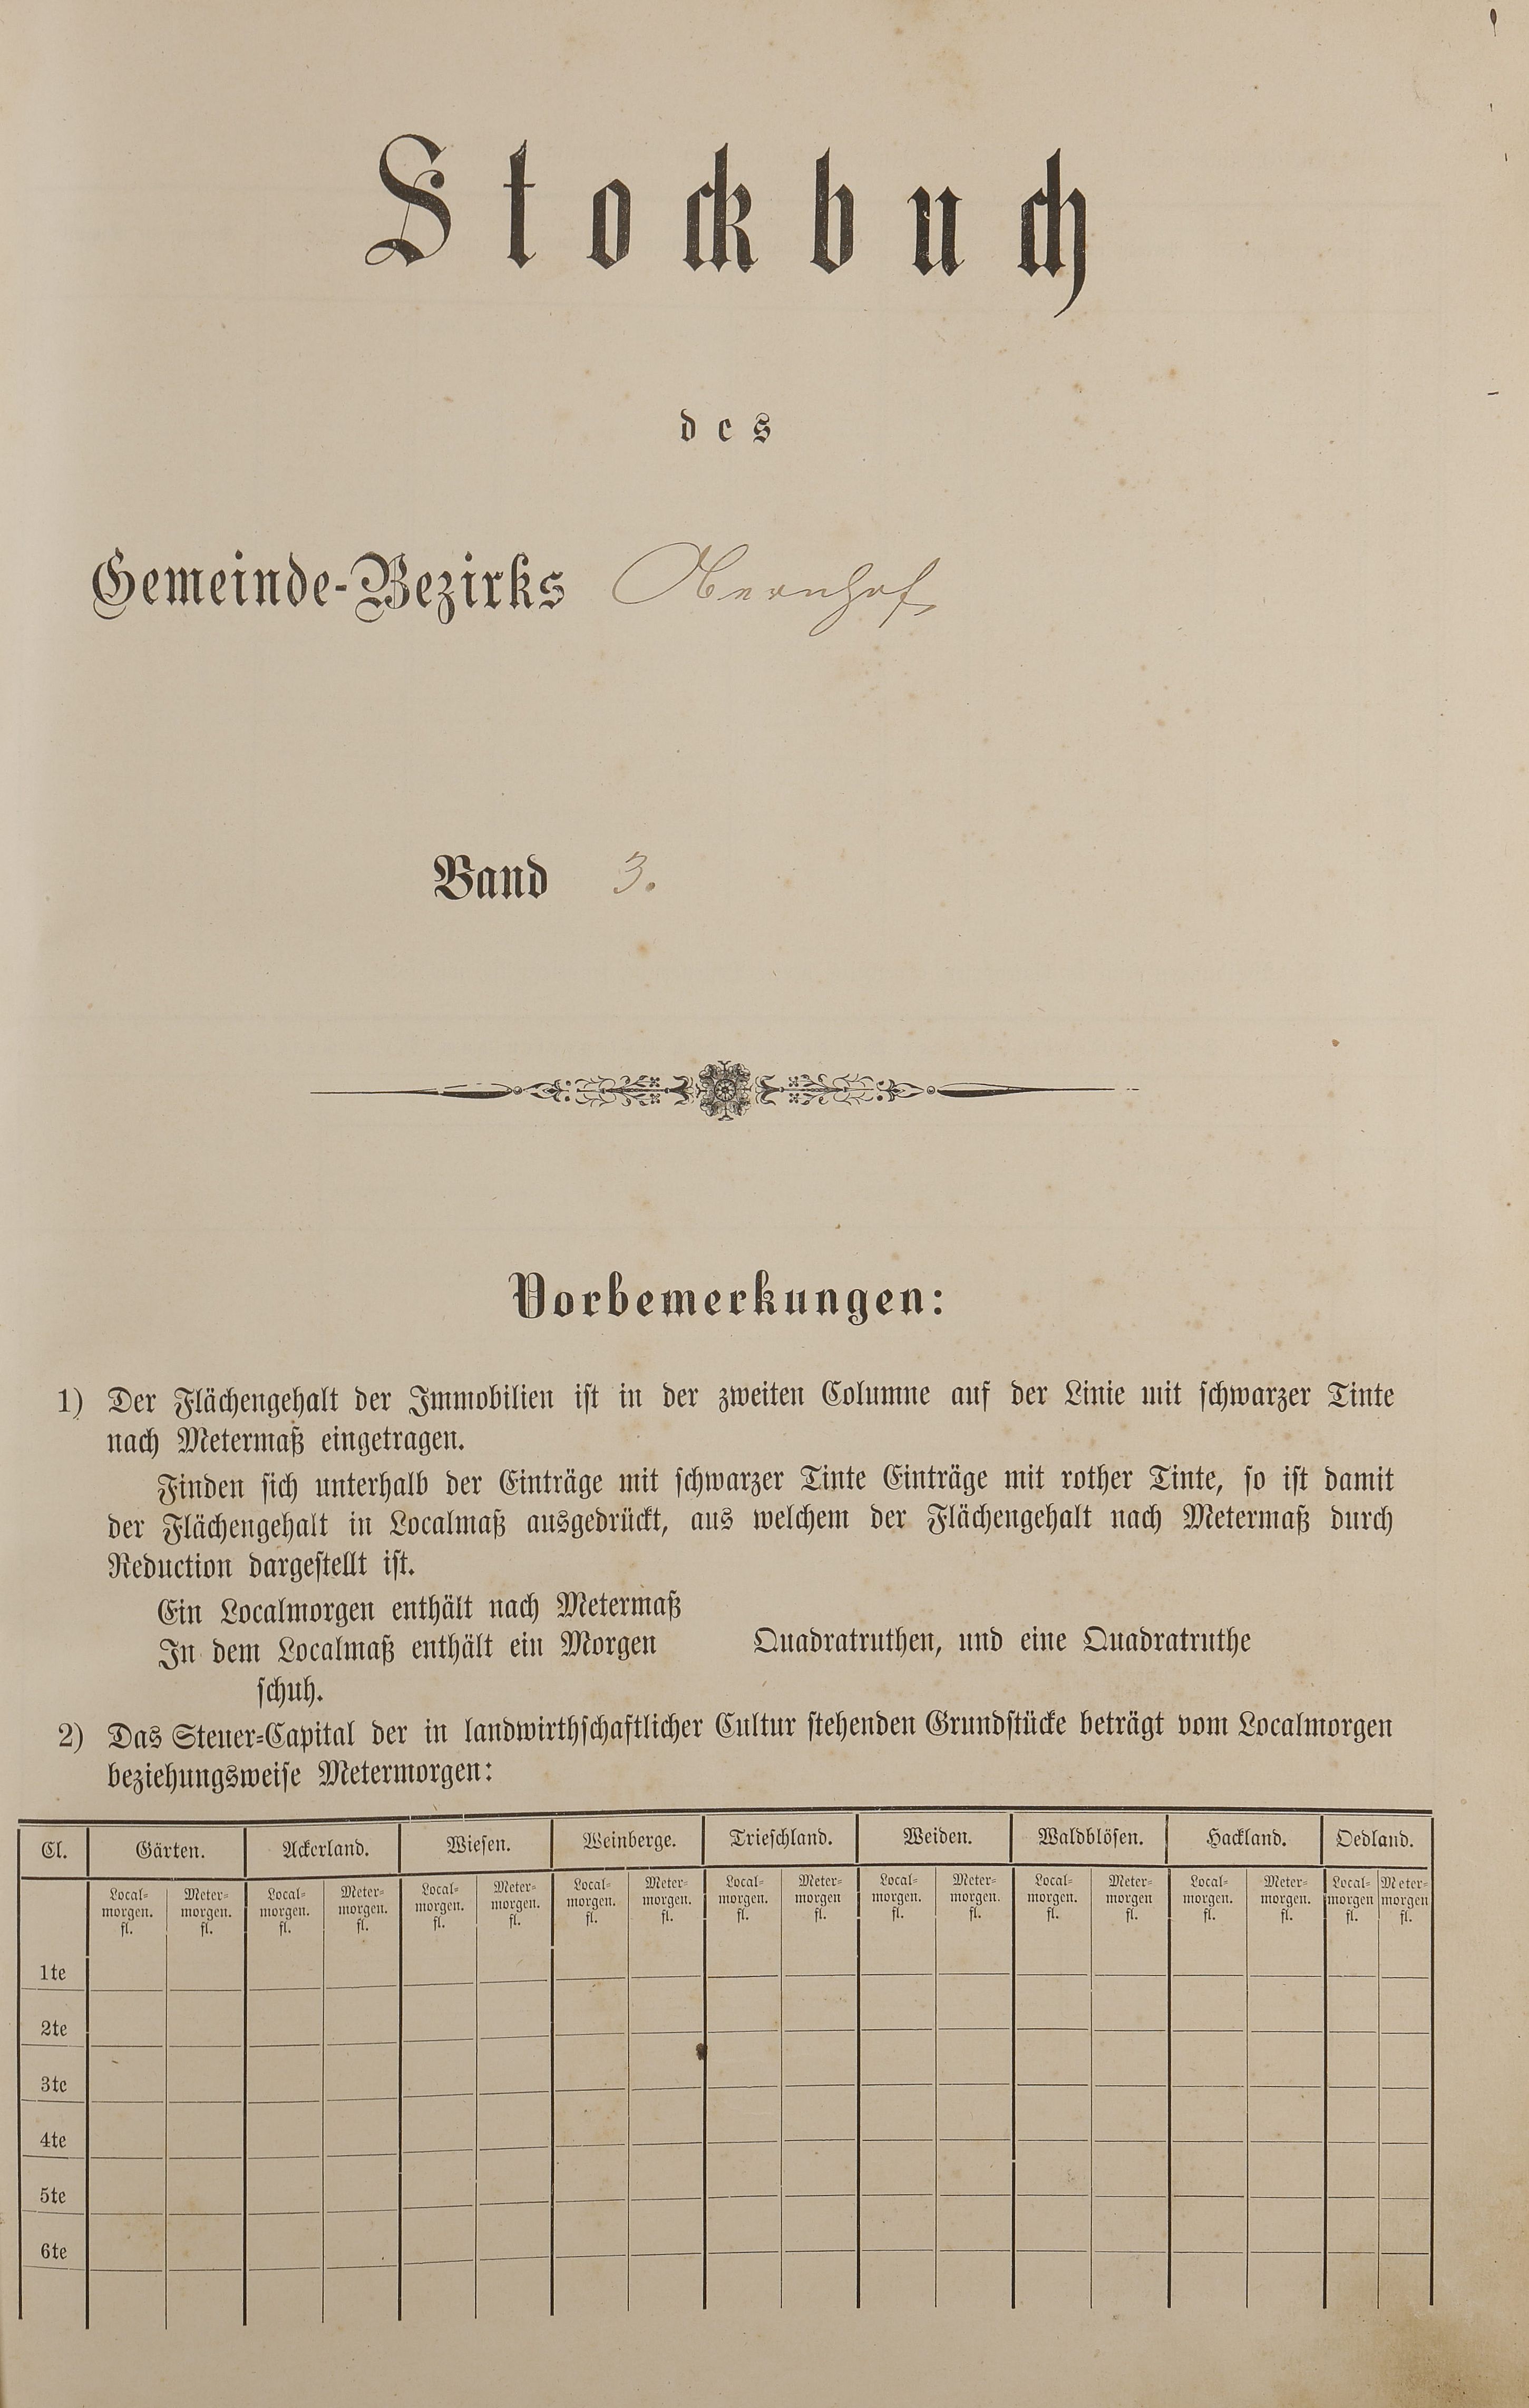 Stockbuch
des
Gemeinde-Bezirks Obernhof
Band 3.
Vorbemerkungen:
1) Der Flächengehalt der Immobilien ist in der zweiten Columne auf der Linie mit schwarzer Tinte
nach Metermaß eingetragen.
Finden sich unterhalb der Einträge mit schwarzer Tinte Einträge mit rother Tinte, so ist damit
der Flächengehalt in Localmaß ausgedrückt, aus welchem der Flächengehalt nach Metermaß durch
Reduction dargestellt ist.
Ein Localmorgen enthält nach Metermaß
In dem Localmaß enthält ein Morgen Quadratruthen, und eine Quadratruthe
schuh.
2) Das Steuer-Capital der in landwirthschaftlicher Cultur stehenden Grundstücke beträgt vom Localmorgen
beziehungsweise Metermorgen:
Cl. Gärten. Ackerland. Wiesen. Weinberge. Trieschland. Weiden. Waldblösen. Hackland. Oedland.
Local- Meter- Local- Meter- Local- Meter- Local- Meter- Local- Meter- Local- Meter- Local- Meter- Local- Meter- Local- Meter-
morgen. morgen. morgen. morgen. morgen. morgen. morgen. morgen. morgen. morgen morgen. morgen. morgen. morgen morgen. morgen. morgen morgen
fl. fl. fl. fl. fl. fl. fl. fl. fl. fl. fl. fl. fl. fl. fl. fl. fl. fl.
1te
2te
3te
4te
5te
6te